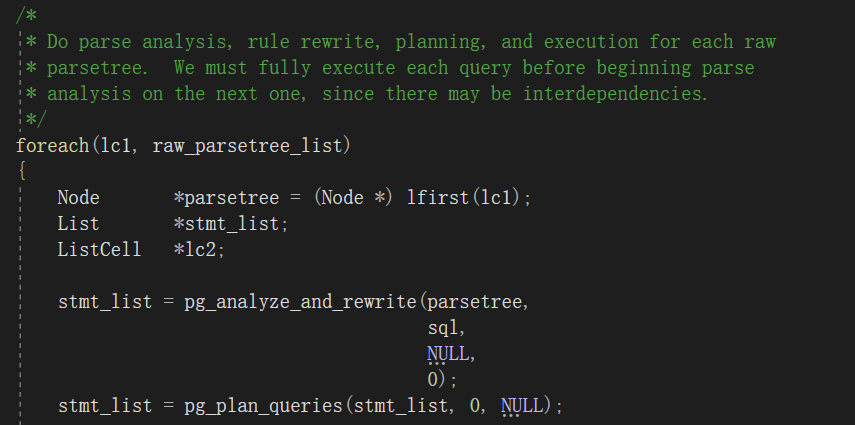 /*
* Do parse analysis, rule rewrite, planning, and execution for each raw
* parsetree.  We must fully execute each query before beginning parse
* analysis on the next one, since there may be interdependencies.
*/
foreach(lc1, raw_parsetree_list)
{
    Node       *parsetree = (Node *) lfirst(lc1);
    List       *stmt_list;
    ListCell   *lc2;

    stmt_list = pg_analyze_and_rewrite(parsetree,
                                       sql,
                                       NULL,
                                       0);
    stmt_list = pg_plan_queries(stmt_list, 0, NULL);